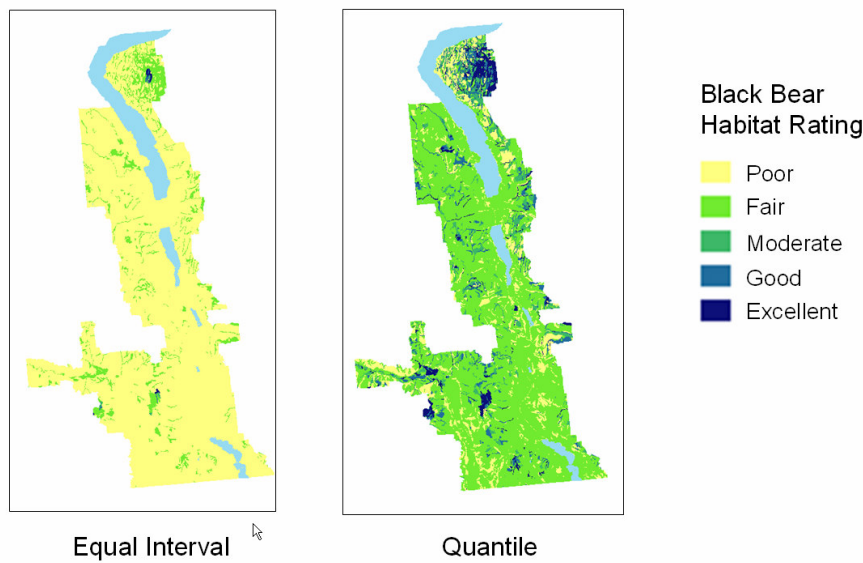 Black Bear
Habitat Rating
Poor
Fair
Moderate
Good
Excellent
Equal Interval
Quantile